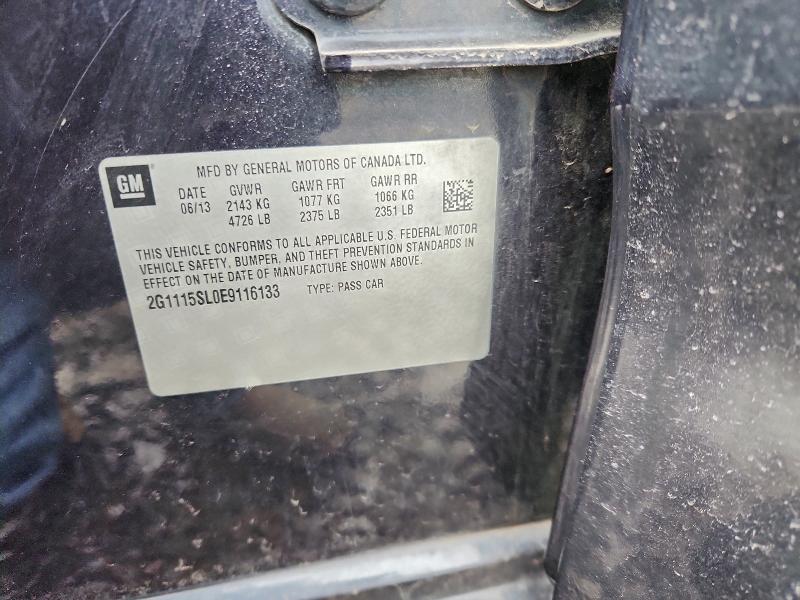 GM
MFD BY GENERAL MOTORS OF CANADA LTD.
DATE GVWR GAWR FRT GAWR RR
06/13 2143 KG 1077 KG 1066 KG
4726 LB 2375 LB 2351 LB
THIS VEHICLE CONFORMS TO ALL APPLICABLE U.S. FEDERAL MOTOR
VEHICLE SAFETY, BUMPER, AND THEFT PREVENTION STANDARDS IN
EFFECT ON THE DATE OF MANUFACTURE SHOWN ABOVE.
2G1115SL0E9116133 TYPE: PASS CAR